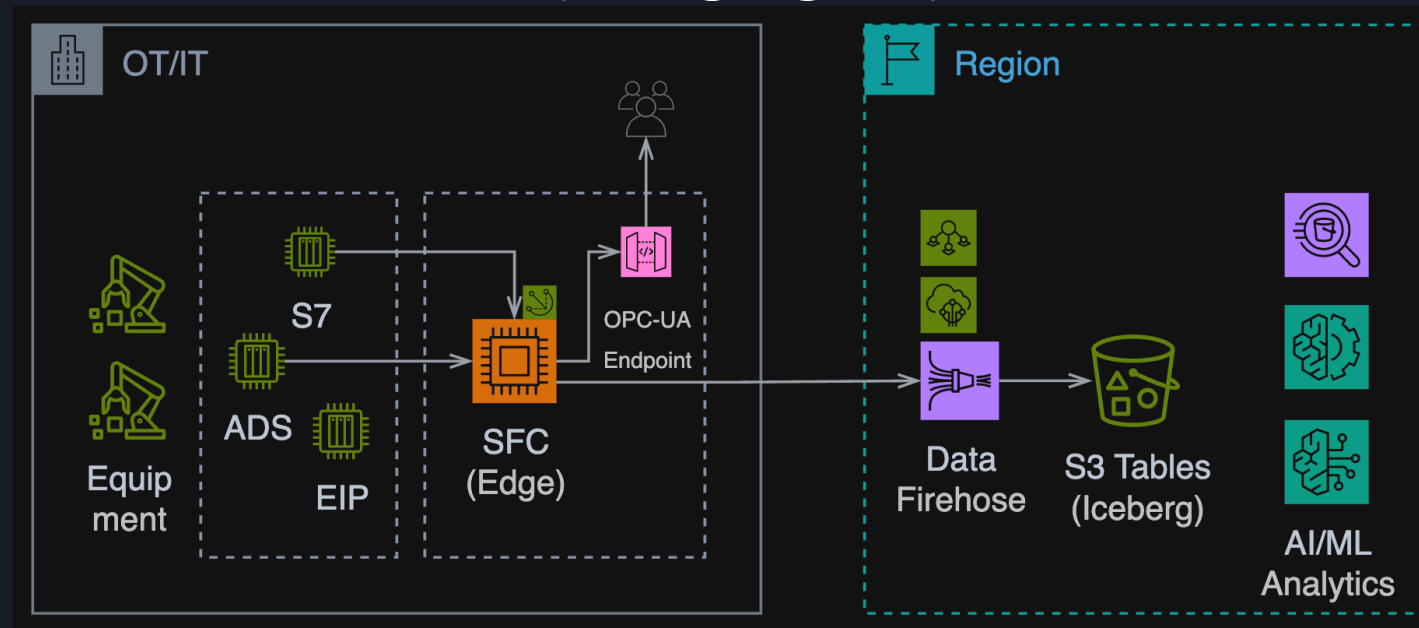 OT/IT
Region
S7
OPC-UA
Endpoint
ADS
EIP
Equip
ment
SFC
(Edge)
Data
Firehose
S3 Tables
(Iceberg)
AI/ML
Analytics